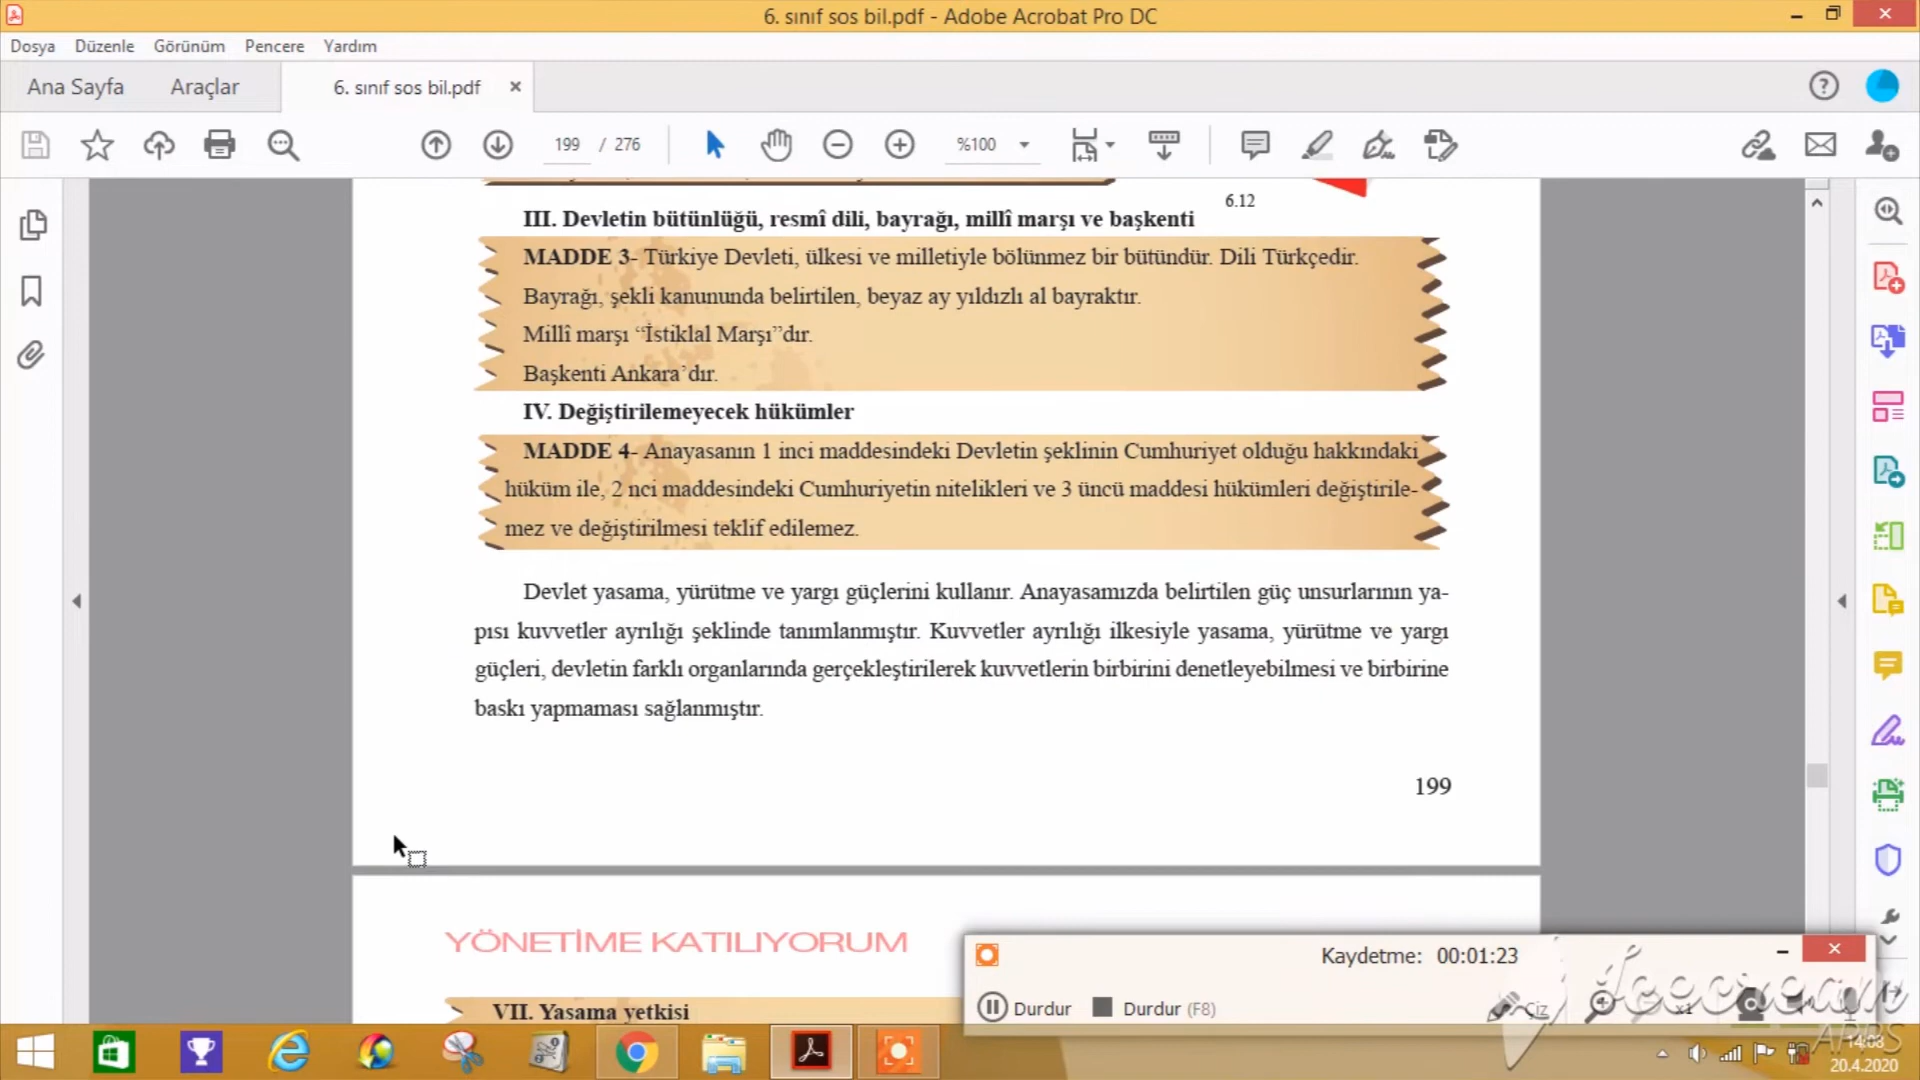 6. sınıf sos bil.pdf - Adobe Acrobat Pro DC
Dosya Düzenle Görünüm Pencere Yardım
Ana Sayfa Araçlar 6. sınıf sos bil.pdf
199 / 276 %100
6.12
III. Devletin bütünlüğü, resmî dili, bayrağı, millî marşı ve başkenti
MADDE 3- Türkiye Devleti, ülkesi ve milletiyle bölünmez bir bütündür. Dili Türkçedir.
Bayrağı, şekli kanununda belirtilen, beyaz ay yıldızlı al bayraktır.
Millî marşı “İstiklal Marşı”dır.
Başkenti Ankara’dır.
IV. Değiştirilemeyecek hükümler
MADDE 4- Anayasanın 1 inci maddesindeki Devletin şeklinin Cumhuriyet olduğu hakkındaki
hüküm ile, 2 nci maddesindeki Cumhuriyetin nitelikleri ve 3 üncü maddesi hükümleri değiştirile-
mez ve değiştirilmesi teklif edilemez.
Devlet yasama, yürütme ve yargı güçlerini kullanır. Anayasamızda belirtilen güç unsurlarının ya-
pısı kuvvetler ayrılığı şeklinde tanımlanmıştır. Kuvvetler ayrılığı ilkesiyle yasama, yürütme ve yargı
güçleri, devletin farklı organlarında gerçekleştirilerek kuvvetlerin birbirini denetleyebilmesi ve birbirine
baskı yapmaması sağlanmıştır.
199
YÖNETİME KATILIYORUM
VII. Yasama yetkisi
Kaydetme: 00:01:23
Durdur Durdur (F8) Çiz x1
Icecream
APPS
14:08
20.4.2020